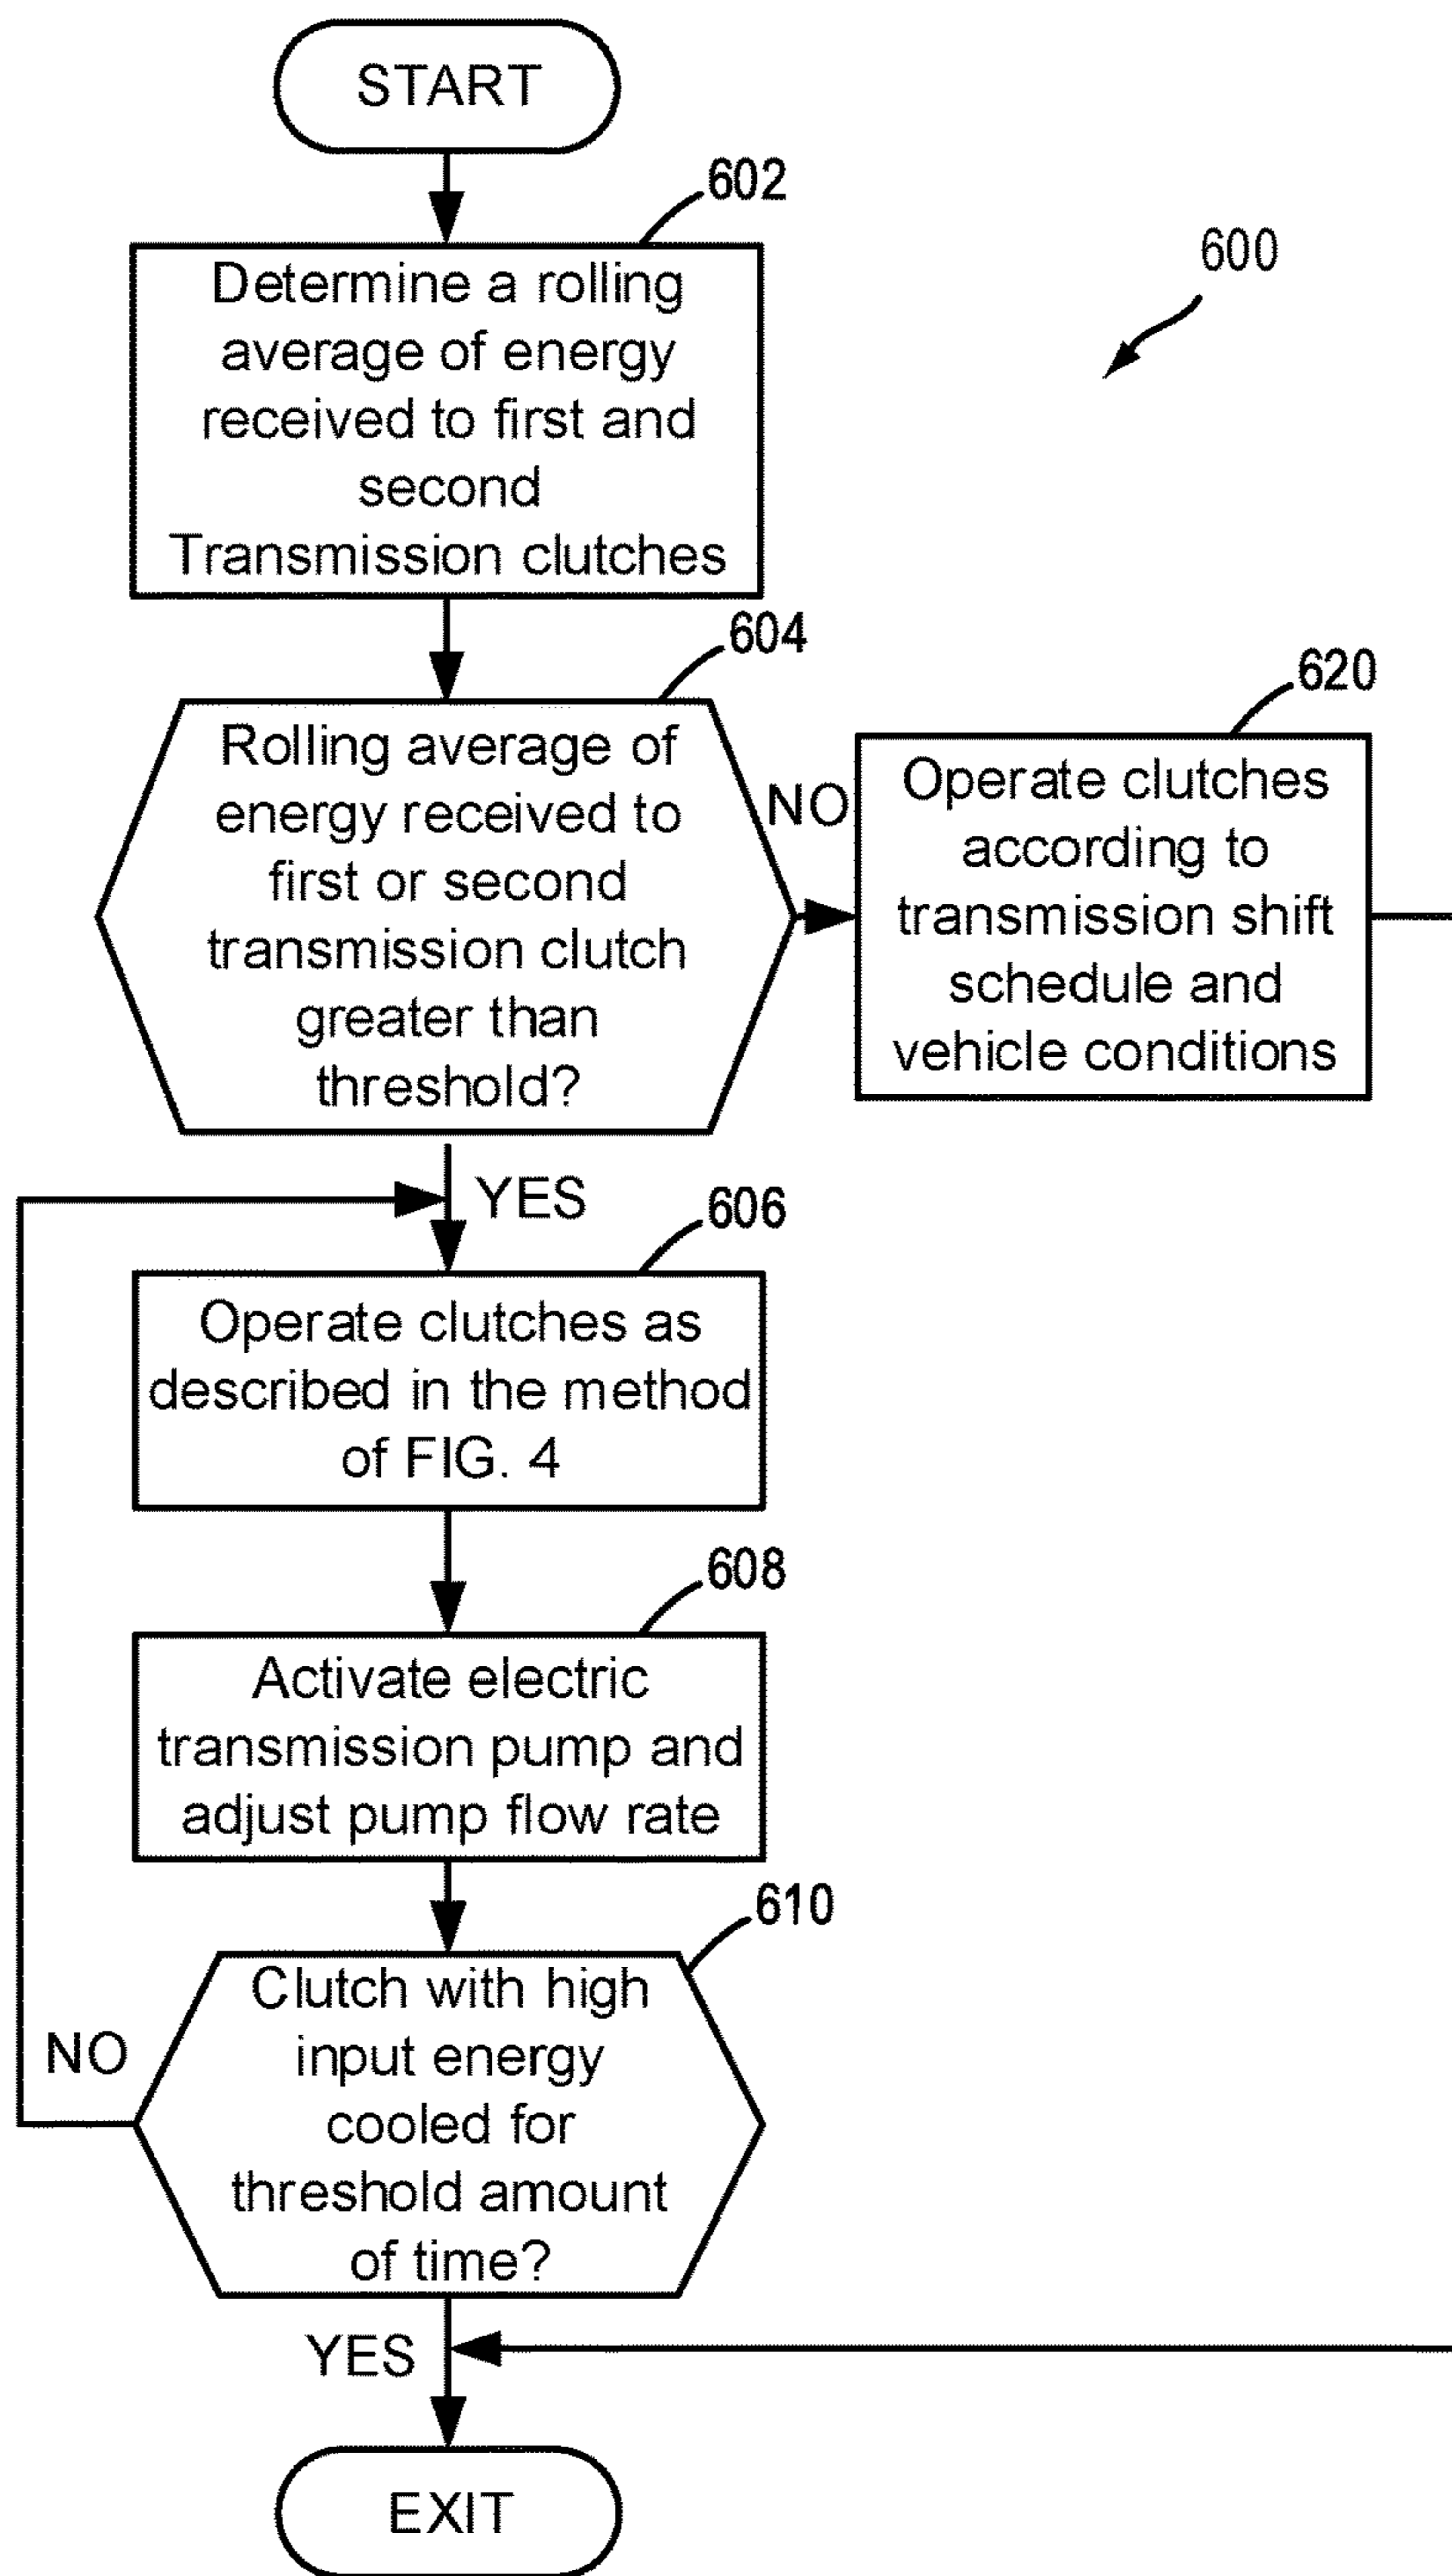 START
602
600
Determine a rolling
average of energy
received to first and
second
Transmission clutches
604
620
Rolling average of
energy received to
first or second
transmission clutch
greater than
threshold?
NO
Operate clutches
according to
transmission shift
schedule and
vehicle conditions
YES
606
Operate clutches as
described in the method
of FIG. 4
608
Activate electric
transmission pump and
adjust pump flow rate
610
Clutch with high
input energy
cooled for
threshold amount
of time?
NO
YES
EXIT